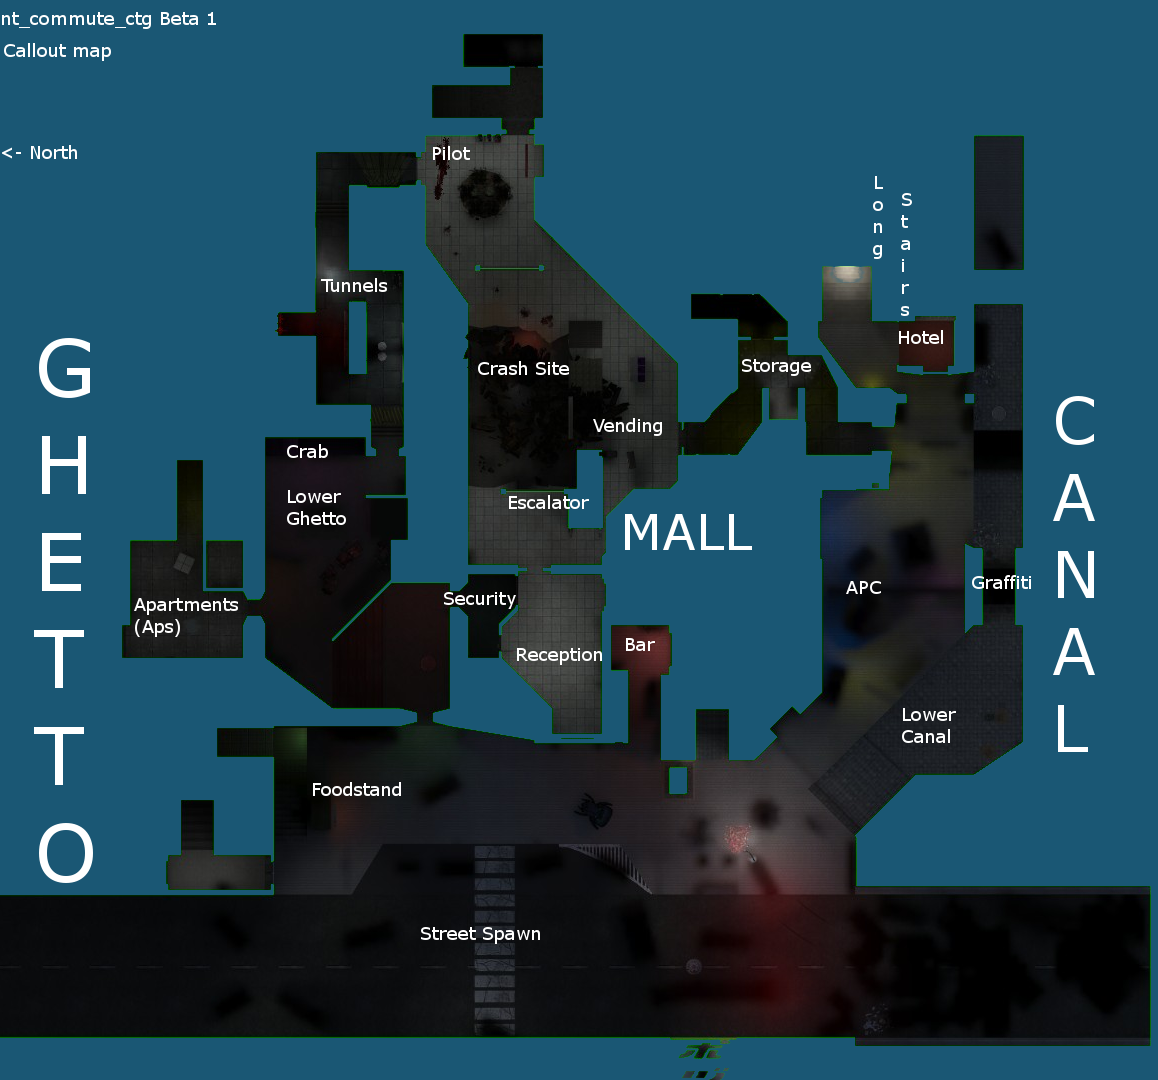 nt_commute_ctg Beta 1
Callout map
<- North
Pilot
Long
Stairs
Tunnels
Hotel
Crash Site
Storage
Vending
Crab
Lower
Ghetto
Escalator
MALL
GHETTO
CANAL
APC
Graffiti
Apartments
(Aps)
Security
Reception
Bar
Lower
Canal
Foodstand
Street Spawn